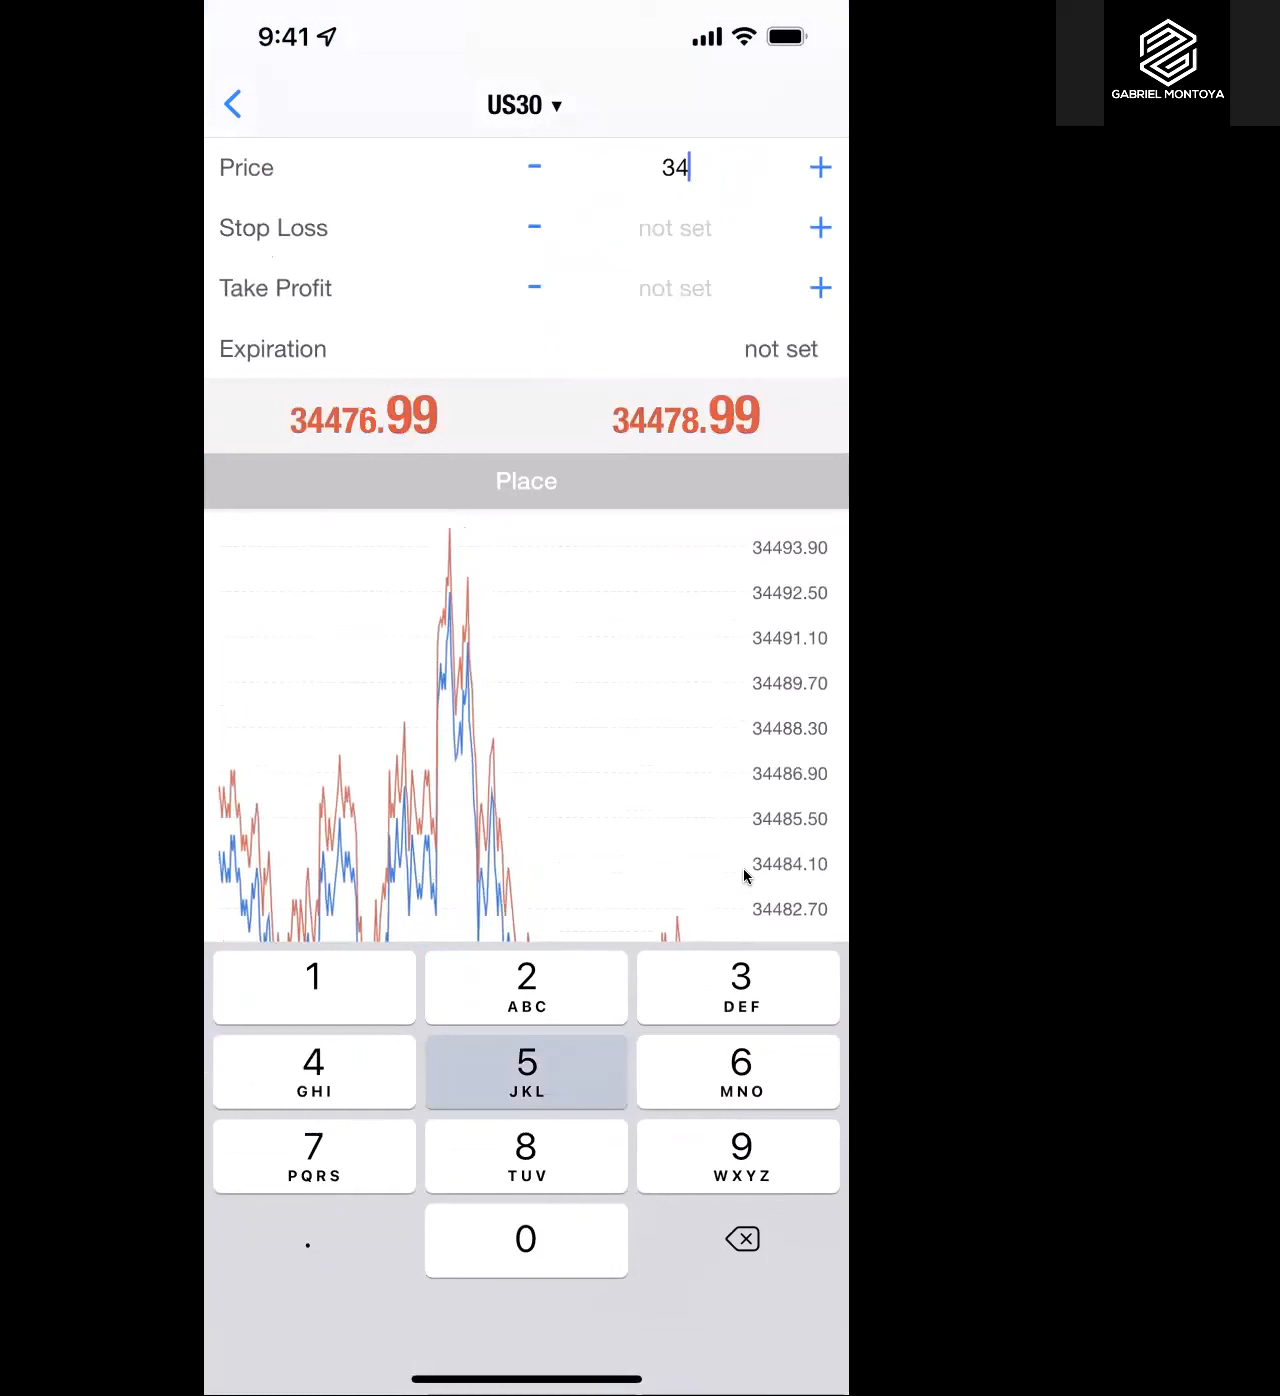 9:41
GABRIEL MONTOYA
US30 ▼
Price - 34 +
Stop Loss - not set +
Take Profit - not set +
Expiration not set
34476.99 34478.99
Place
34493.90
34492.50
34491.10
34489.70
34488.30
34486.90
34485.50
34484.10
34482.70
1 2 3
ABC DEF
4 5 6
GHI JKL MNO
7 8 9
PQRS TUV WXYZ
. 0